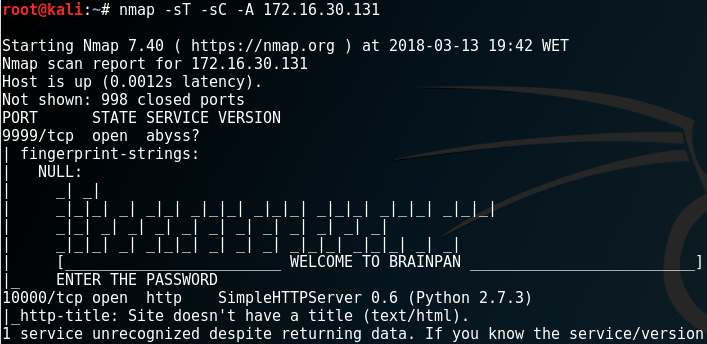 root@kali:~# nmap -sT -sC -A 172.16.30.131
Starting Nmap 7.40 ( https://nmap.org ) at 2018-03-13 19:42 WET
Nmap scan report for 172.16.30.131
Host is up (0.0012s latency).
Not shown: 998 closed ports
PORT      STATE SERVICE VERSION
9999/tcp  open  abyss?
| fingerprint-strings:
|   NULL:
|     _| _|
|     _|_|_| _| _|_| _|_|_| _|_|_| _|_|_| _|_|_| _|_|_|
|     _|_| _| _| _| _| _| _| _| _| _| _| _|
|     _|_|_| _| _|_|_| _| _| _| _|_|_| _|_|_| _| _|
|     [________________________ WELCOME TO BRAINPAN _________________________]
|_    ENTER THE PASSWORD
10000/tcp open  http    SimpleHTTPServer 0.6 (Python 2.7.3)
|_http-title: Site doesn't have a title (text/html).
1 service unrecognized despite returning data. If you know the service/version